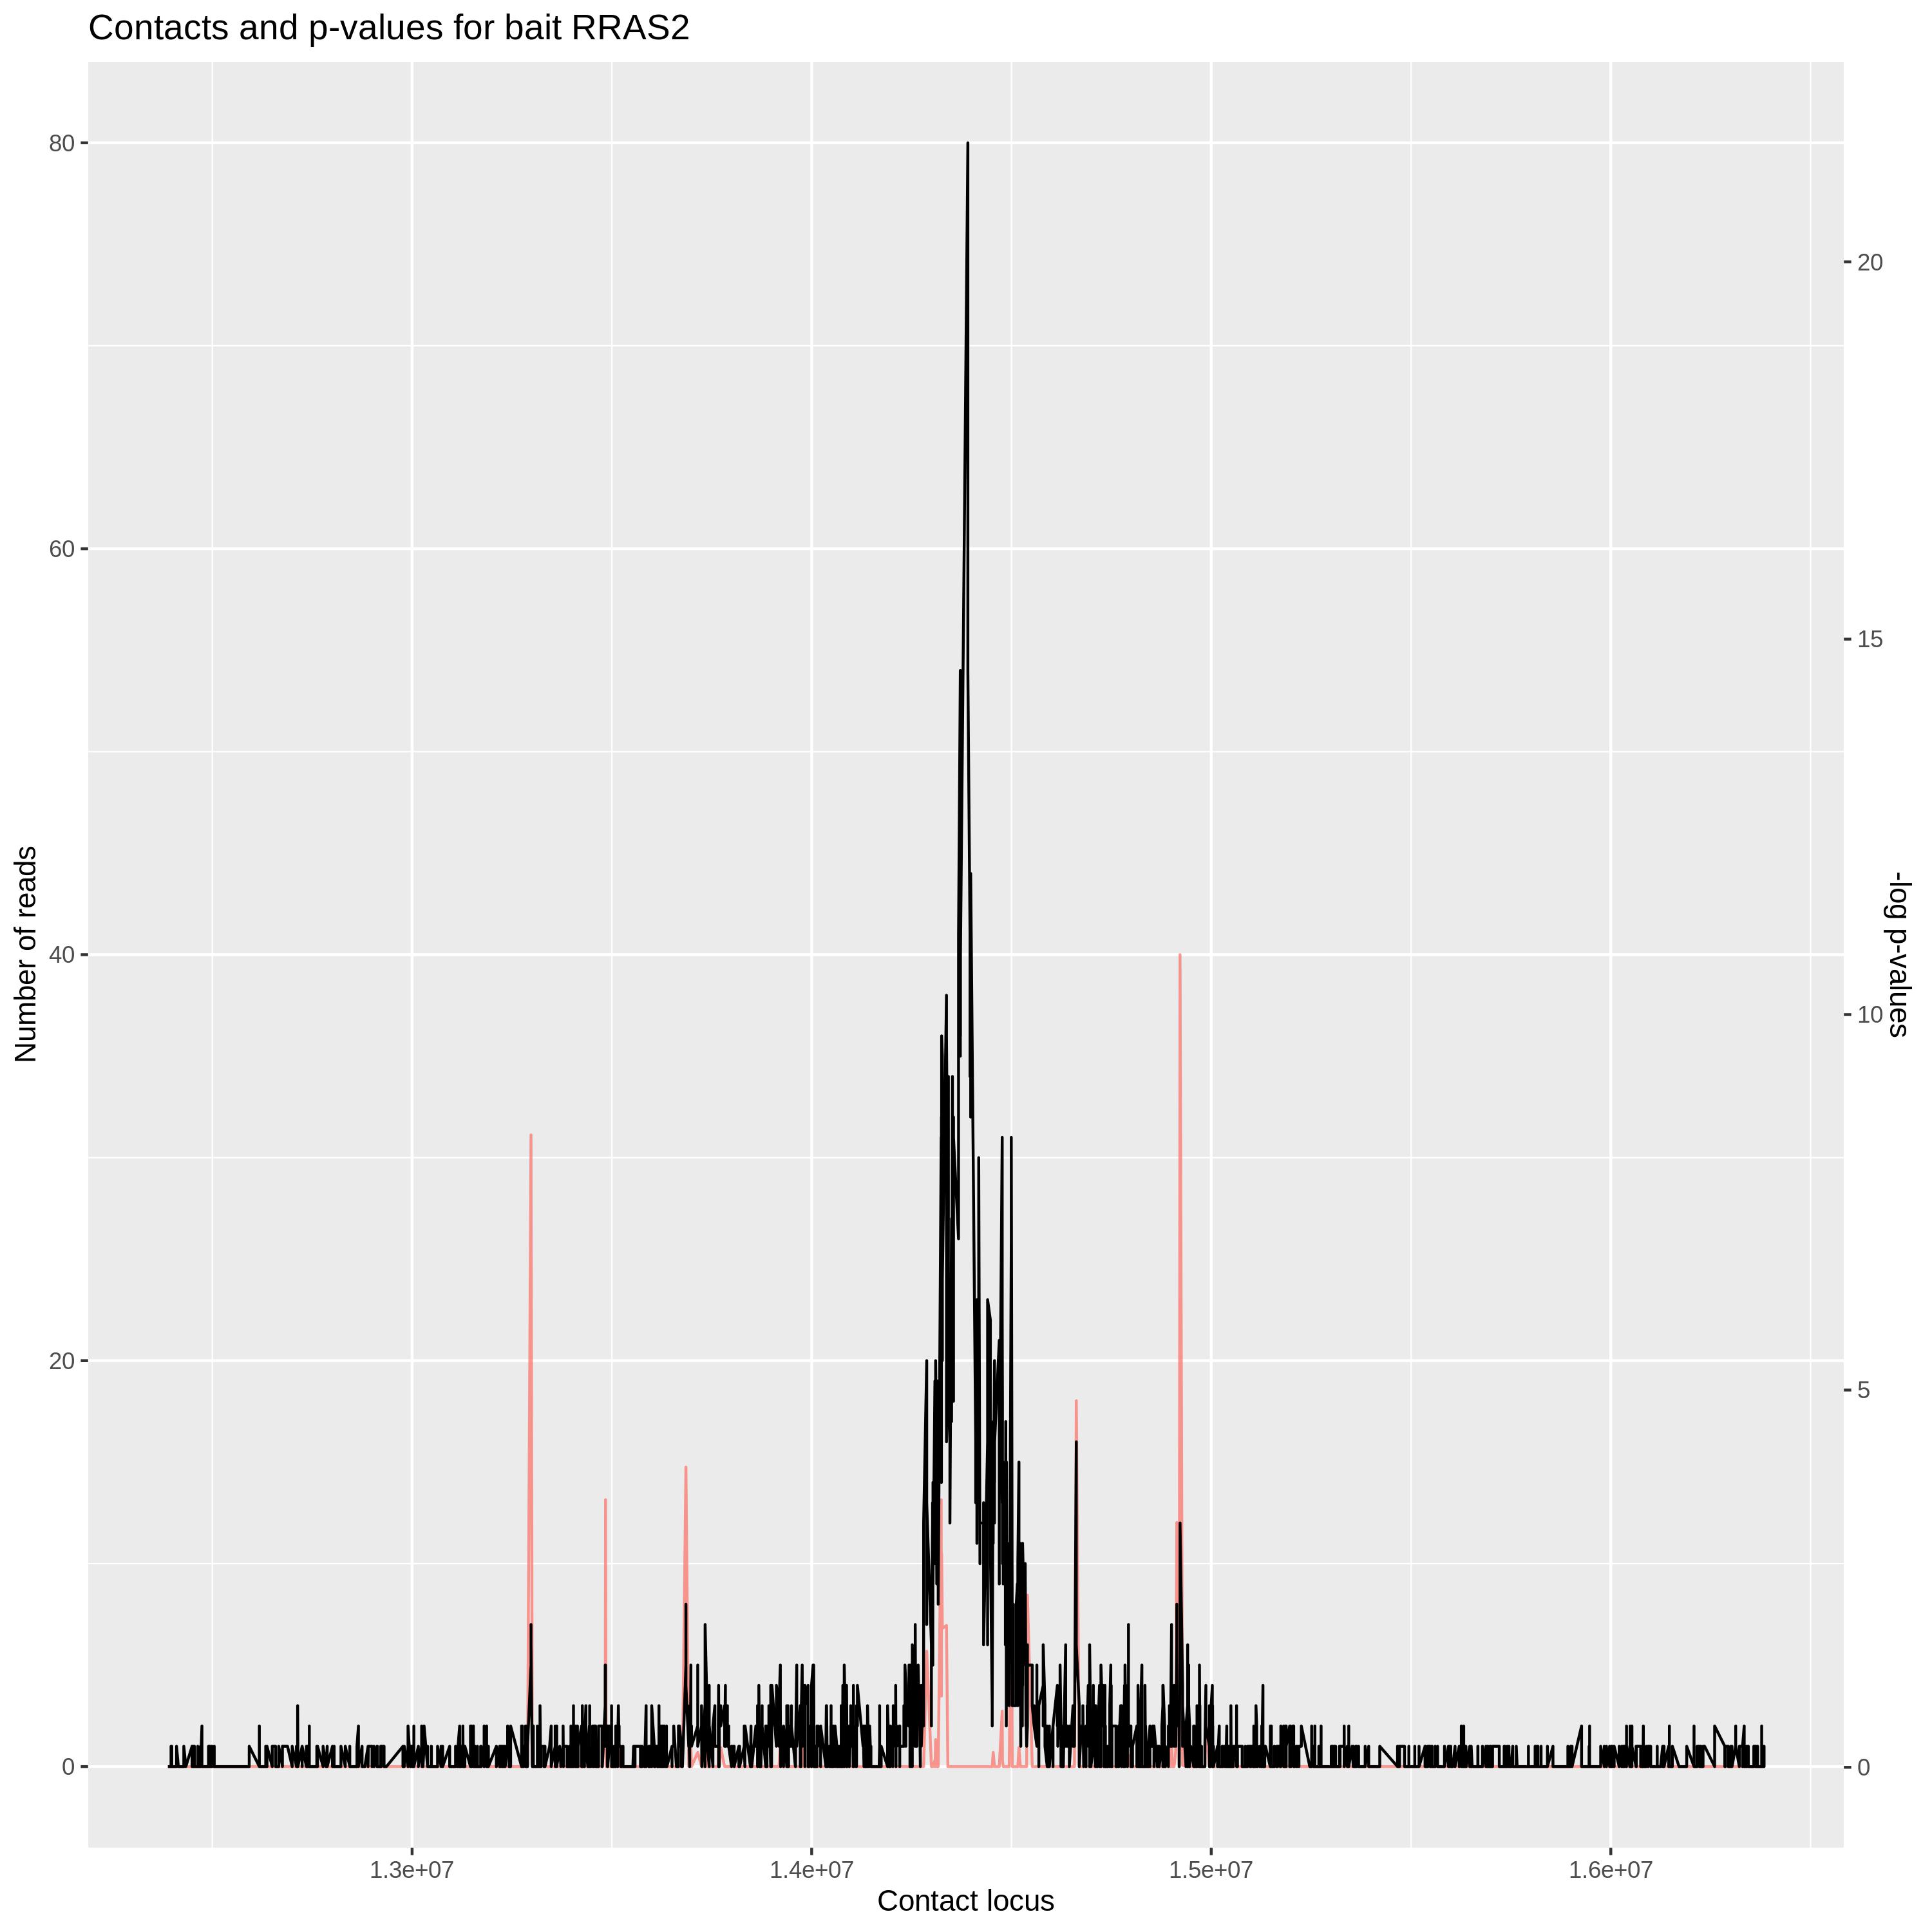 Contacts and p-values for bait RRAS2
80
60
40
20
0
Number of reads
20
15
10
5
0
-log p-values
1.3e+07
1.4e+07
1.5e+07
1.6e+07
Contact locus